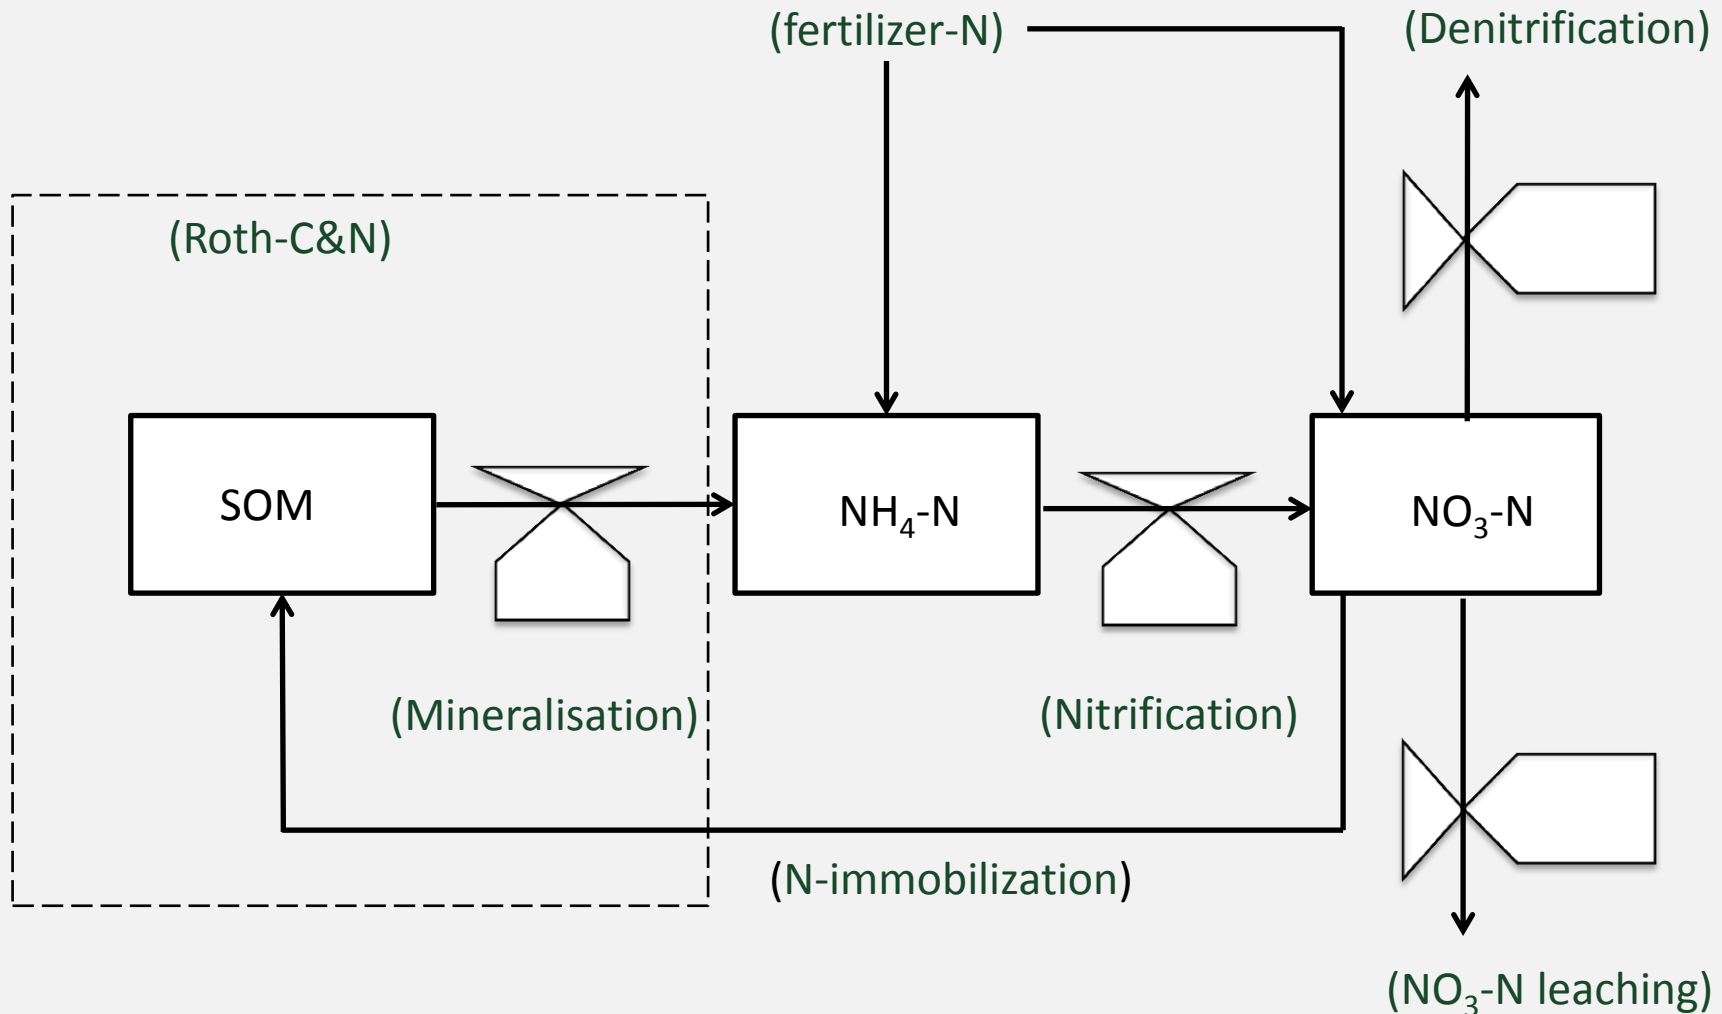 (fertilizer-N)
(Denitrification)
(Roth-C&N)
SOM
NH₄-N
NO₃-N
(Mineralisation)
(Nitrification)
(N-immobilization)
(NO₃-N leaching)